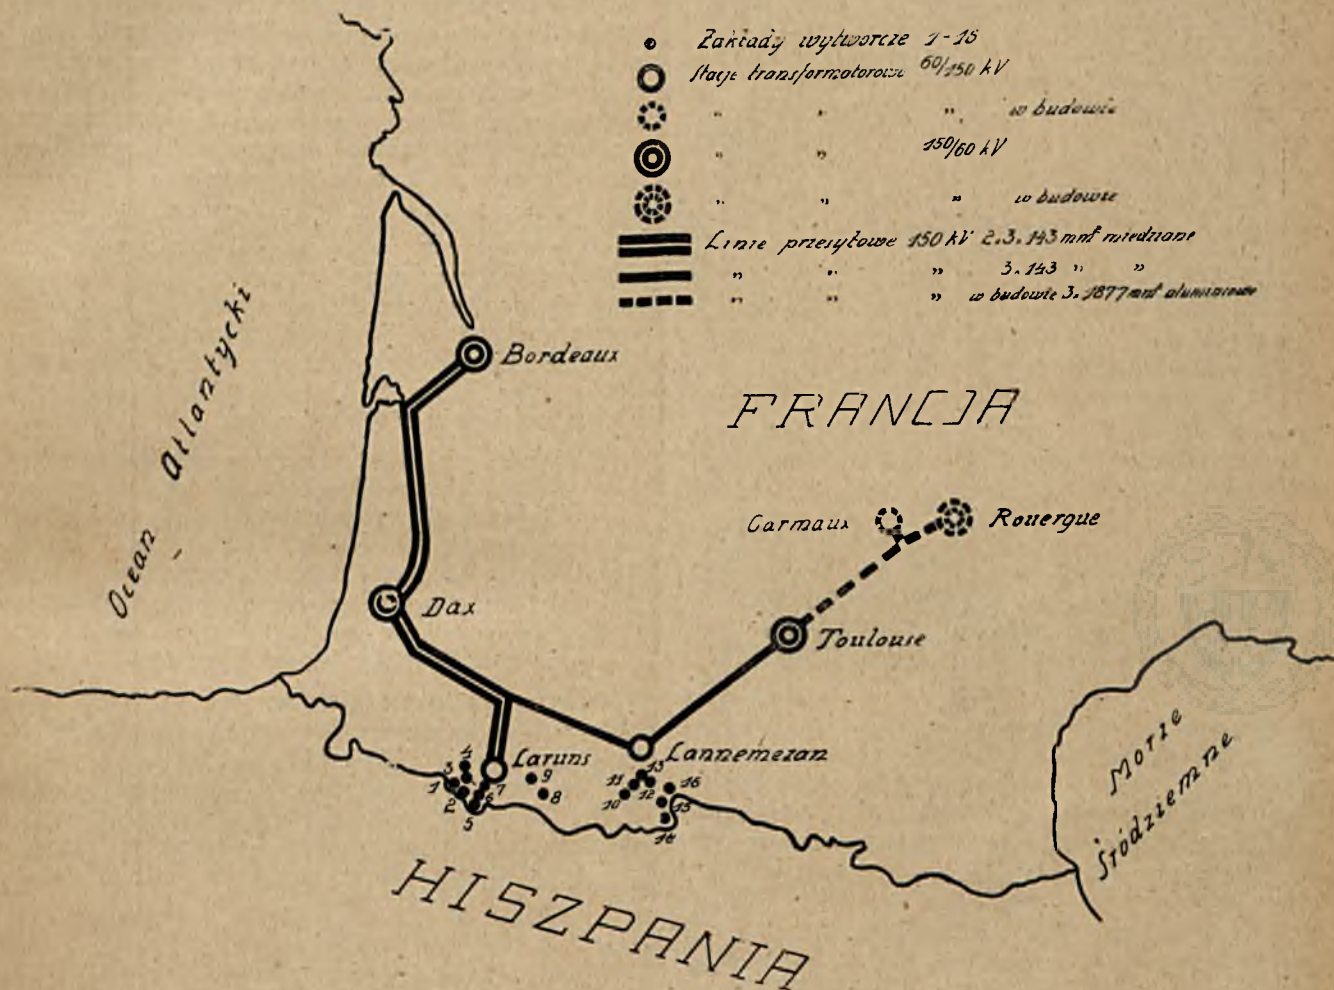 Zakłady wytworcze 1-16
Stacje transformatorowe 60/150 kV
„ „ „ w budowie
„ „ 150/60 kV
„ „ „ w budowie
Linie przesyłowe 150 kV 2.3.143 mm² miedziane
„ „ „ 3.143 „ „
„ „ „ w budowie 3.1877 mm² aluminiowe
Ocean Atlantycki
Bordeaux
FRANCJA
Carmaux
Rouergue
Dax
Toulouse
Laruns
Lannemezan
1
2
3
4
5
6
7
8
9
10
11
12
13
14
15
16
Morze
Śródziemne
HISZPANIA